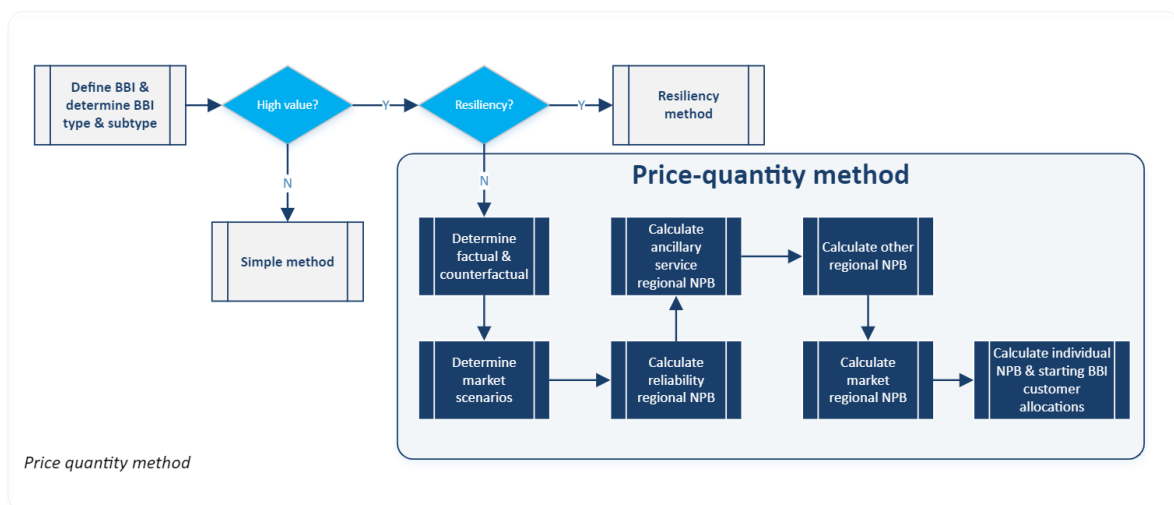 Define BBI &
determine BBI
type & subtype
High value?
Y
Resiliency?
Y
Resiliency
method
N
Simple method
N
Price-quantity method
Determine
factual &
counterfactual
Determine
market
scenarios
Calculate
reliability
regional NPB
Calculate
ancillary
service
regional NPB
Calculate other
regional NPB
Calculate
market
regional NPB
Calculate individual
NPB & starting BBI
customer
allocations
Price quantity method